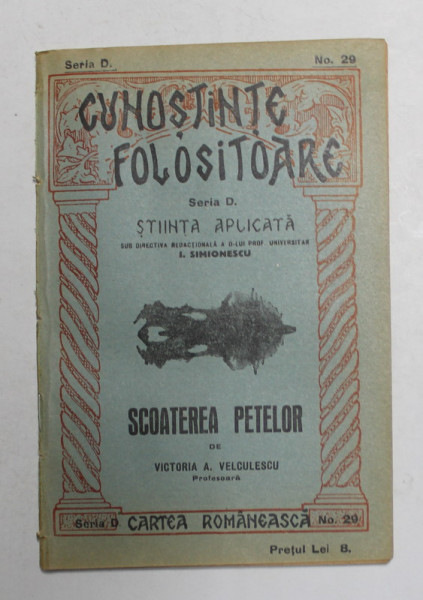 Seria D.
No. 29
CUNOȘTINȚE
FOLOSITOARE
Seria D.
ȘTIINȚA APLICATĂ
SUB DIRECTIVA REDACȚIONALĂ A D-LUI PROF. UNIVERSITAR
I. SIMIONESCU
SCOATEREA PETELOR
DE
VICTORIA A. VELCULESCU
Profesoară
Seria D. CARTEA ROMÂNEASCĂ No. 29
Prețul Lei 8.